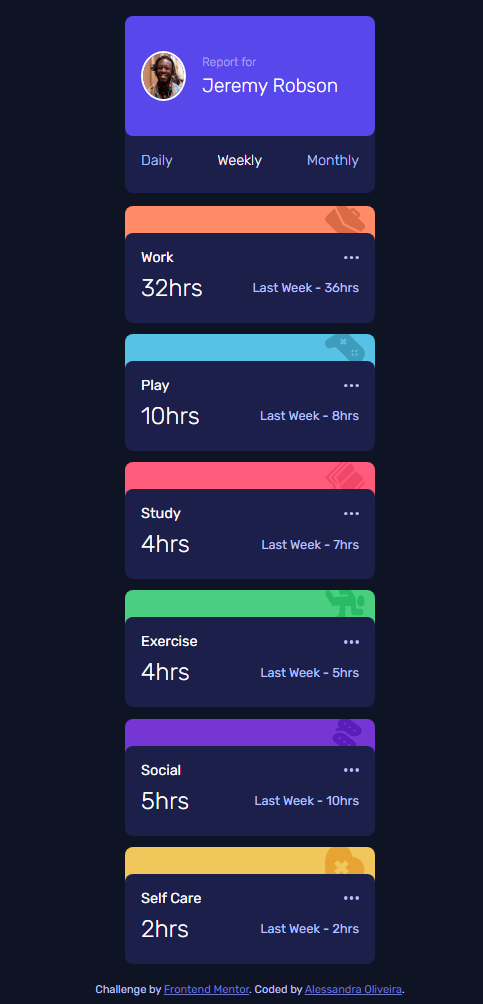 Report for
Jeremy Robson
Daily Weekly Monthly
Work
32hrs Last Week - 36hrs
Play
10hrs Last Week - 8hrs
Study
4hrs Last Week - 7hrs
Exercise
4hrs Last Week - 5hrs
Social
5hrs Last Week - 10hrs
Self Care
2hrs Last Week - 2hrs
Challenge by Frontend Mentor. Coded by Alessandra Oliveira.